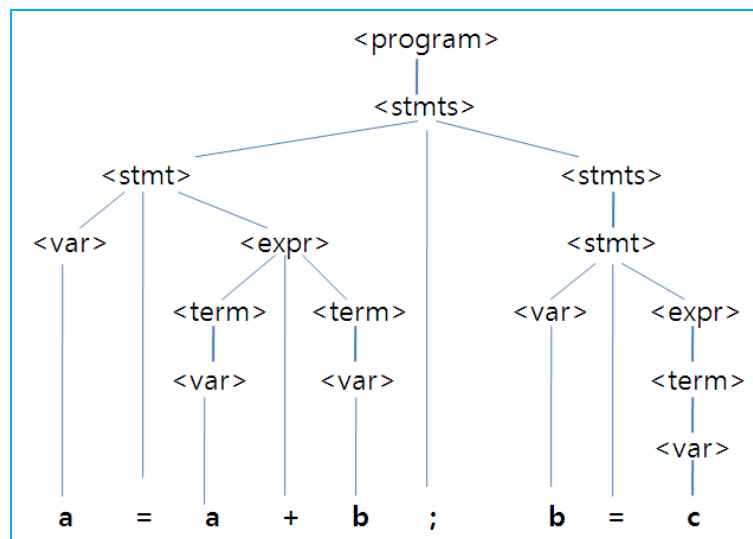 <program>
<stmts>
<stmt> <stmts>
<var> <expr> <stmt>
<term> <term> <var> <expr>
<var> <var> <term>
<var>
a = a + b ; b = c